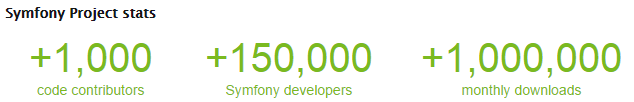 Symfony Project stats
+1,000 +150,000 +1,000,000
code contributors Symfony developers monthly downloads